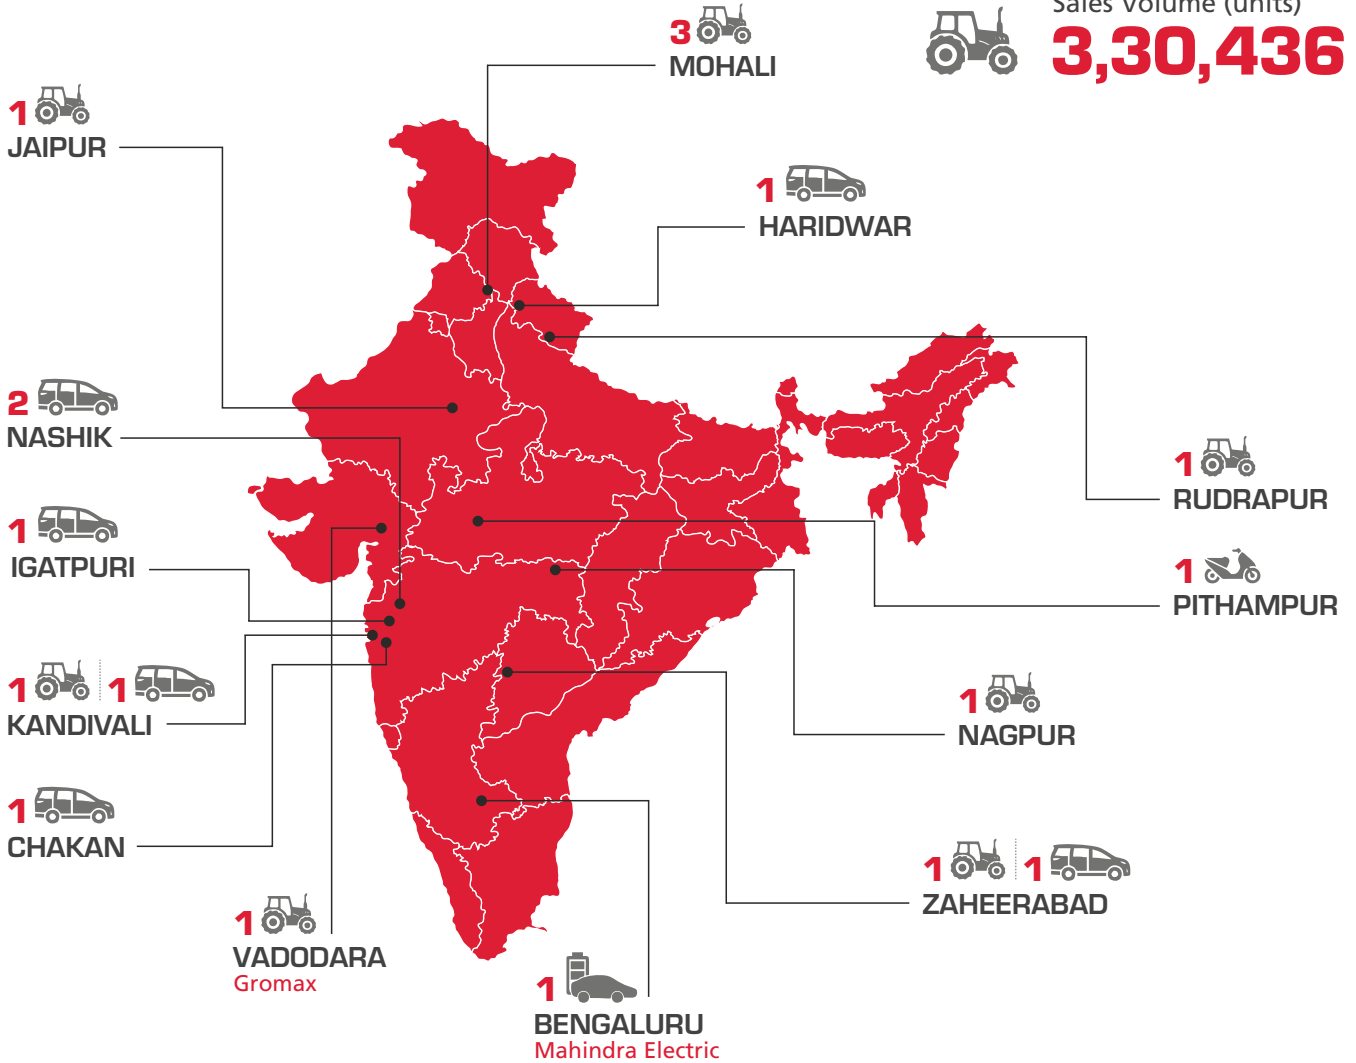 Sales Volume (units)
3,30,436
3
MOHALI
1
JAIPUR
1
HARIDWAR
2
NASHIK
1
RUDRAPUR
1
IGATPURI
1
PITHAMPUR
1 1
KANDIVALI
1
NAGPUR
1
CHAKAN
1 1
ZAHEERABAD
1
VADODARA
Gromax
1
BENGALURU
Mahindra Electric